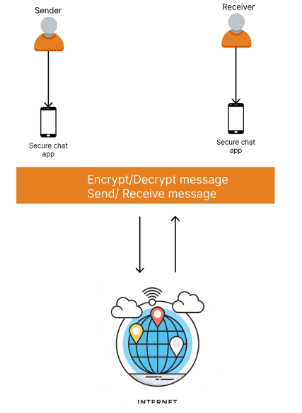 Sender
Receiver
Secure chat
app
Secure chat
app
Encrypt/Decrypt message
Send/ Receive message
INTERNET